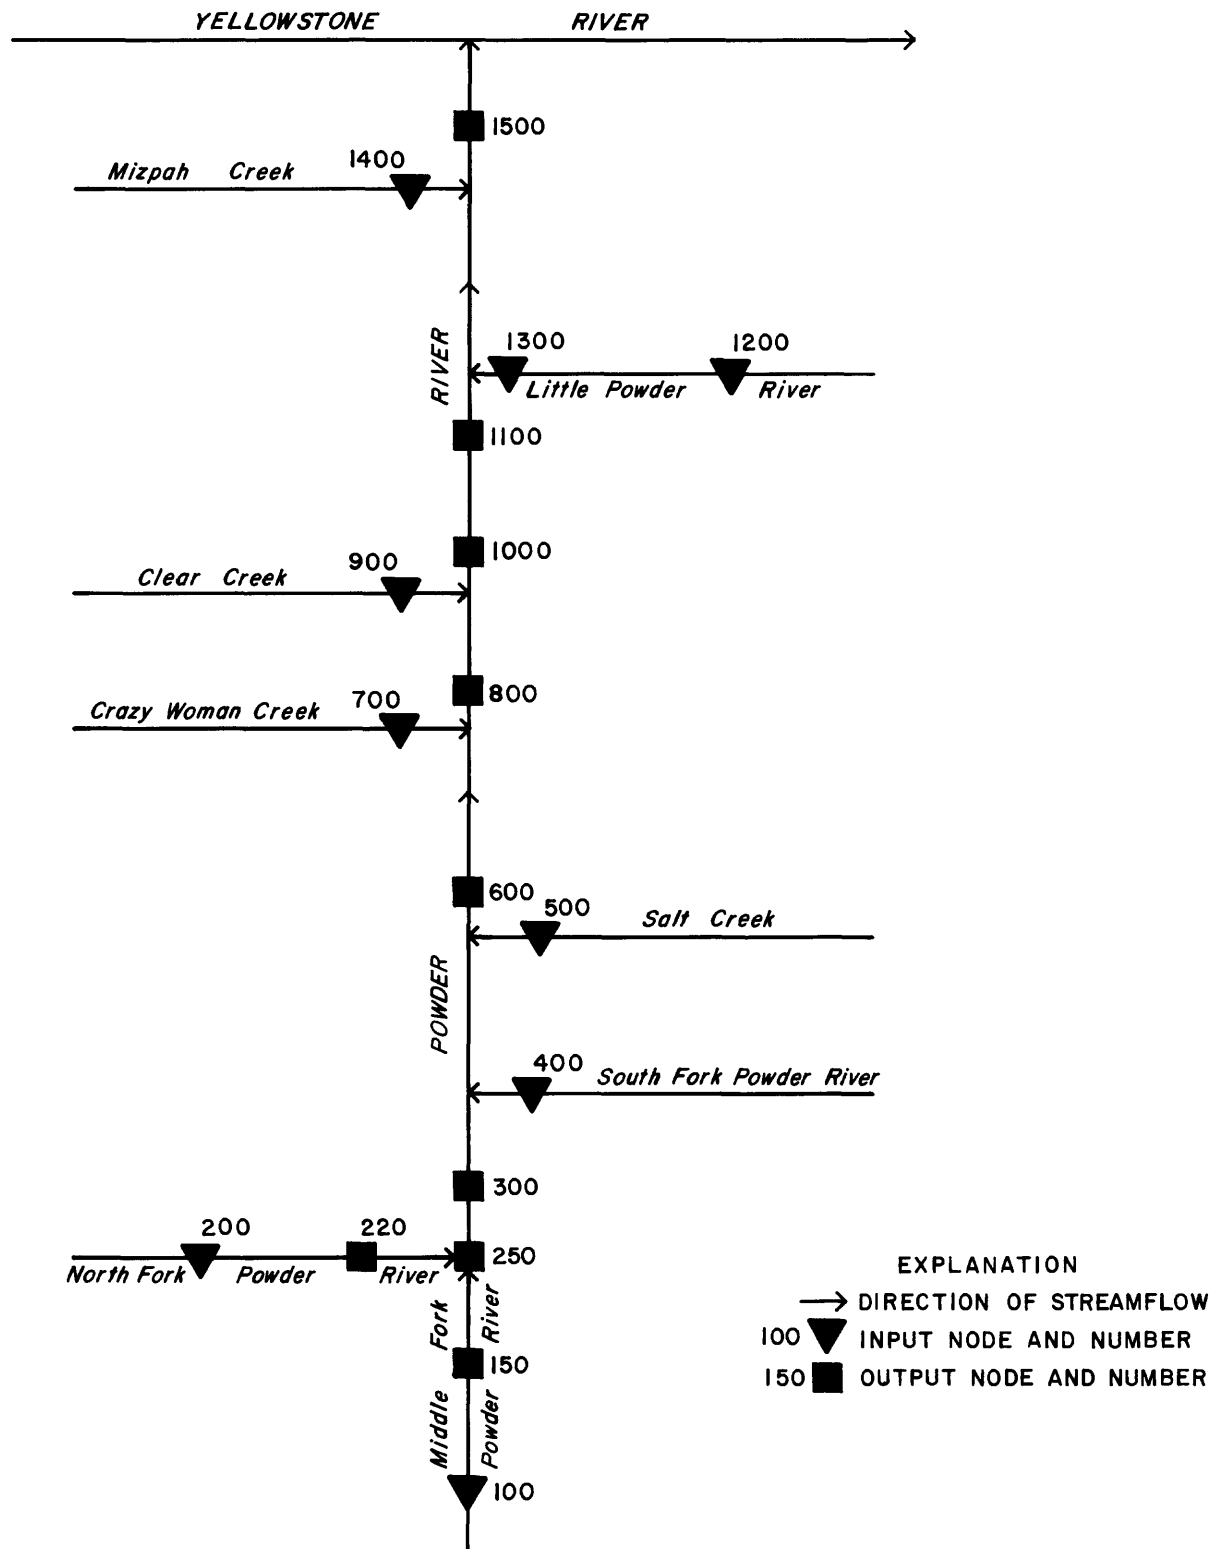 YELLOWSTONE RIVER
1500
1400
Mizpah Creek
RIVER
1300
1200
Little Powder River
1100
1000
900
Clear Creek
800
700
Crazy Woman Creek
600
500
Salt Creek
POWDER
400
South Fork Powder River
300
200
220
250
North Fork Powder River
Middle Fork
Powder River
150
100
EXPLANATION
DIRECTION OF STREAMFLOW
100 INPUT NODE AND NUMBER
150 OUTPUT NODE AND NUMBER